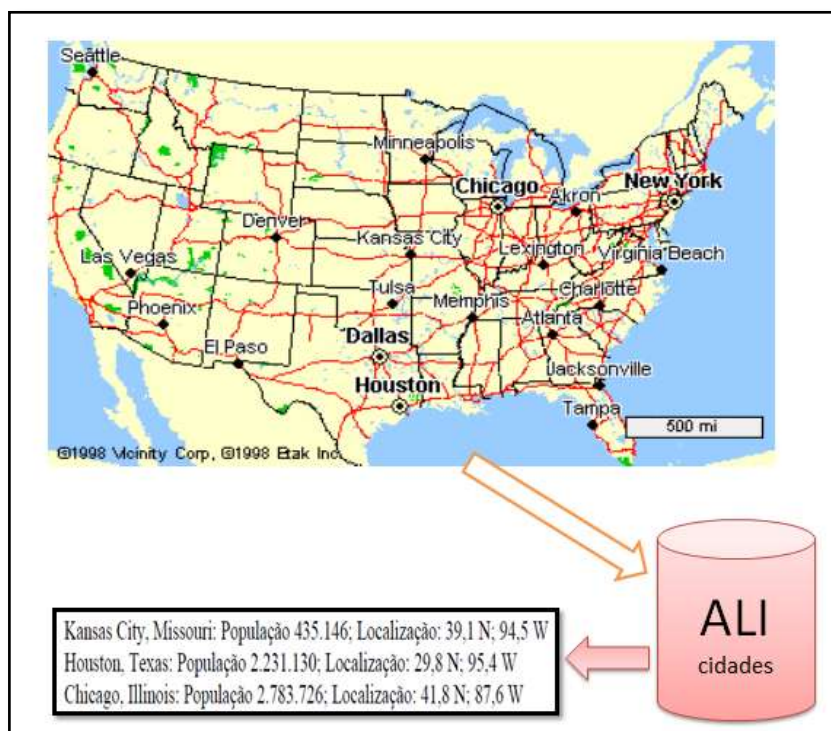 Seattle
Minneapolis
Chicago
Akron
New York
Denver
Kansas City
Lexington
Virginia Beach
Las Vegas
Tulsa
Memphis
Charlotte
Phoenix
Atlanta
El Paso
Dallas
Jacksonville
Houston
Tampa
500 mi
©1998 Vicinity Corp, ©1998 Etak Inc
ALI
cidades
Kansas City, Missouri: População 435.146; Localização: 39,1 N; 94,5 W
Houston, Texas: População 2.231.130; Localização: 29,8 N; 95,4 W
Chicago, Illinois: População 2.783.726; Localização: 41,8 N; 87,6 W